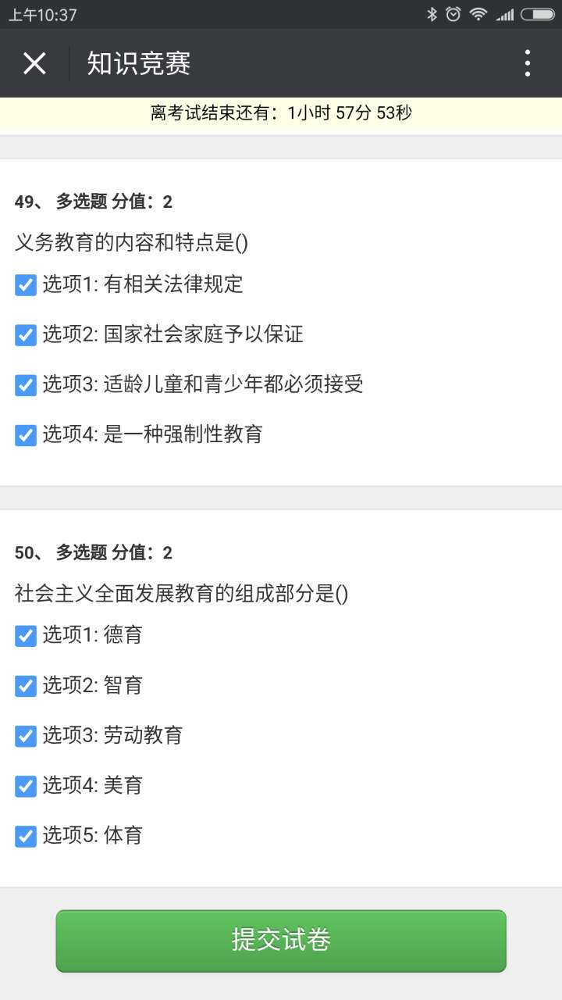 上午10:37
知识竞赛
离考试结束还有：1小时 57分 53秒
49、 多选题 分值：2
义务教育的内容和特点是()
选项1: 有相关法律规定
选项2: 国家社会家庭予以保证
选项3: 适龄儿童和青少年都必须接受
选项4: 是一种强制性教育
50、 多选题 分值：2
社会主义全面发展教育的组成部分是()
选项1: 德育
选项2: 智育
选项3: 劳动教育
选项4: 美育
选项5: 体育
提交试卷